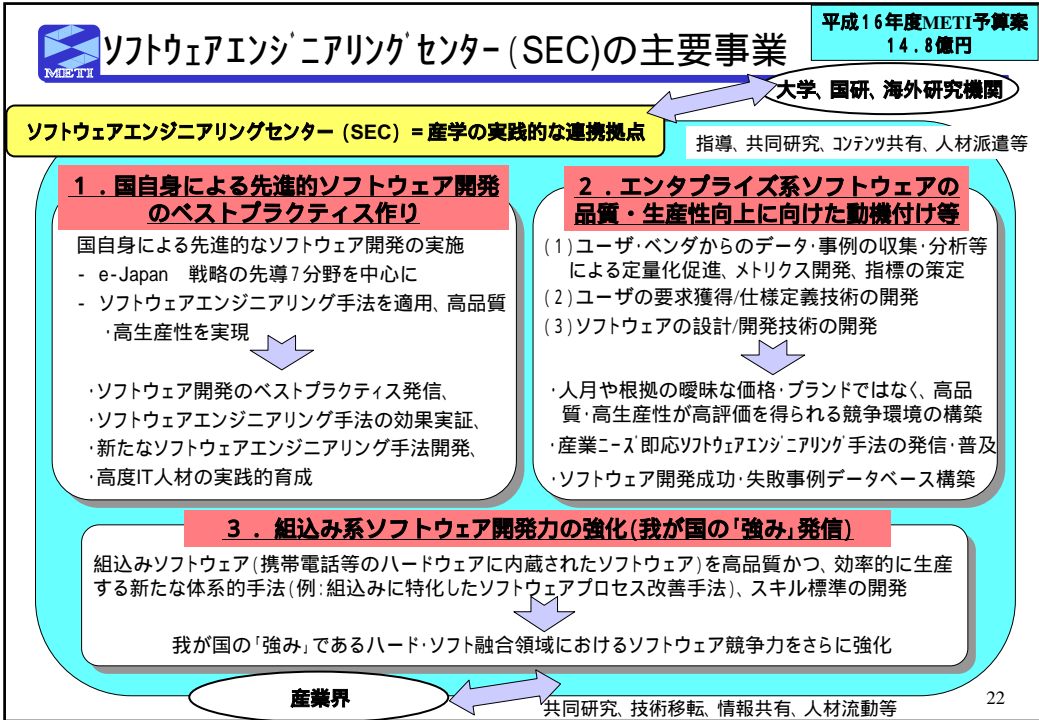 METI
ソフトウェアエンジニアリングセンター(SEC)の主要事業
平成16年度METI予算案
14.8億円
大学、国研、海外研究機関
ソフトウェアエンジニアリングセンター (SEC) =産学の実践的な連携拠点
指導、共同研究、コンテンツ共有、人材派遣等
1.国自身による先進的ソフトウェア開発
のベストプラクティス作り
国自身による先進的なソフトウェア開発の実施
- e-Japan 戦略の先導7分野を中心に
- ソフトウェアエンジニアリング手法を適用、高品質
・高生産性を実現
・ソフトウェア開発のベストプラクティス発信、
・ソフトウェアエンジニアリング手法の効果実証、
・新たなソフトウェアエンジニアリング手法開発、
・高度IT人材の実践的育成
2.エンタプライズ系ソフトウェアの
品質・生産性向上に向けた動機付け等
(1)ユーザ・ベンダからのデータ・事例の収集・分析等
による定量化促進、メトリクス開発、指標の策定
(2)ユーザの要求獲得/仕様定義技術の開発
(3)ソフトウェアの設計/開発技術の開発
・人月や根拠の曖昧な価格・ブランドではなく、高品
質・高生産性が高評価を得られる競争環境の構築
・産業ニーズ即応ソフトウェアエンジニアリング手法の発信・普及
・ソフトウェア開発成功・失敗事例データベース構築
3.組込み系ソフトウェア開発力の強化(我が国の「強み」発信)
組込みソフトウェア(携帯電話等のハードウェアに内蔵されたソフトウェア)を高品質かつ、効率的に生産
する新たな体系的手法(例:組込みに特化したソフトウェアプロセス改善手法)、スキル標準の開発
我が国の「強み」であるハード・ソフト融合領域におけるソフトウェア競争力をさらに強化
産業界
共同研究、技術移転、情報共有、人材流動等
22